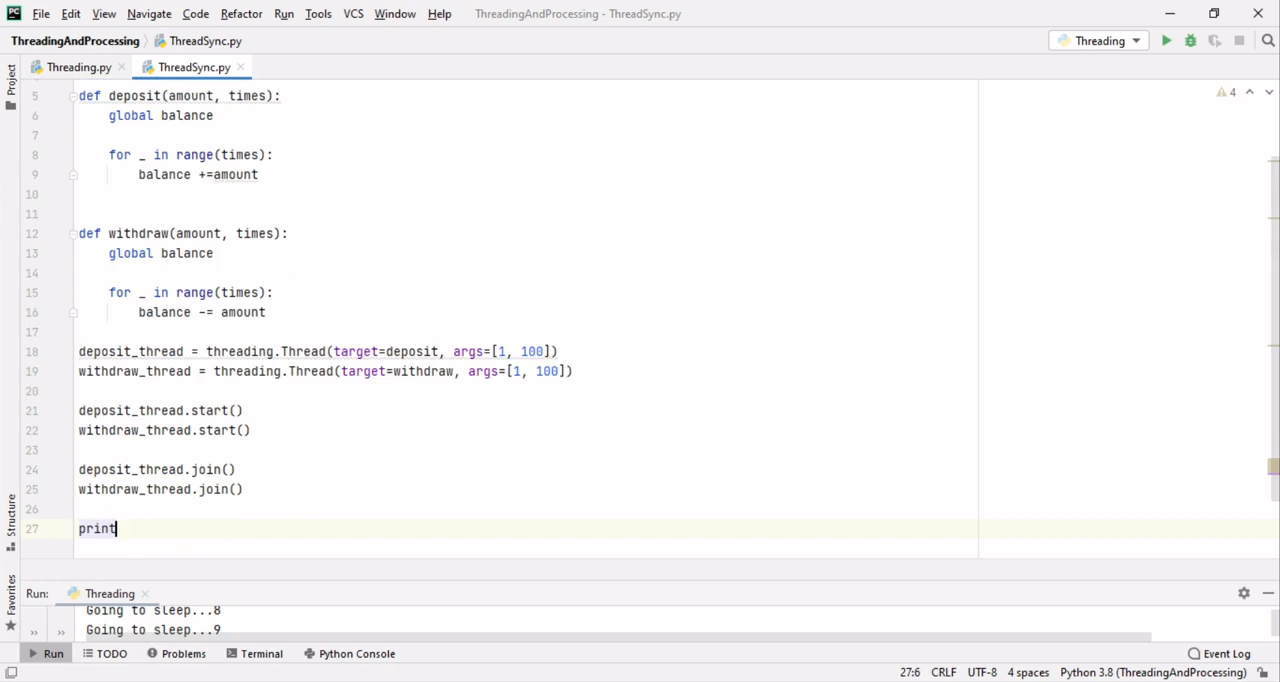 PC File Edit View Navigate Code Refactor Run Tools VCS Window Help ThreadingAndProcessing - ThreadSync.py
ThreadingAndProcessing ThreadSync.py Threading
Threading.py ThreadSync.py
Project
4
5 def deposit(amount, times):
6 global balance
7
8 for _ in range(times):
9 balance +=amount
10
11
12 def withdraw(amount, times):
13 global balance
14
15 for _ in range(times):
16 balance -= amount
17
18 deposit_thread = threading.Thread(target=deposit, args=[1, 100])
19 withdraw_thread = threading.Thread(target=withdraw, args=[1, 100])
20
21 deposit_thread.start()
22 withdraw_thread.start()
23
24 deposit_thread.join()
25 withdraw_thread.join()
26
27 print
Structure
Favorites
Run: Threading
Going to sleep...8
Going to sleep...9
Run TODO Problems Terminal Python Console Event Log
27:6 CRLF UTF-8 4 spaces Python 3.8 (ThreadingAndProcessing)